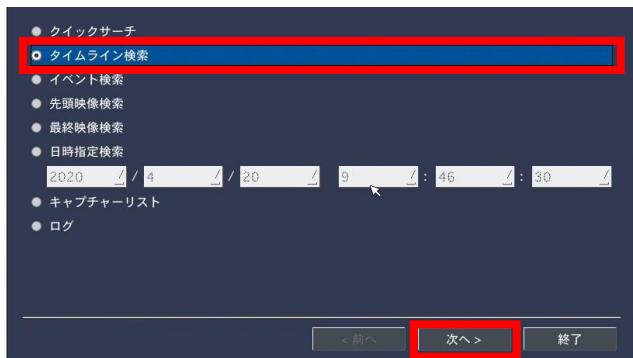 クイックサーチ
タイムライン検索
イベント検索
先頭映像検索
最終映像検索
日時指定検索
2020 / 4 / 20 9 : 46 : 30
キャプチャーリスト
ログ
< 前へ 次へ > 終了